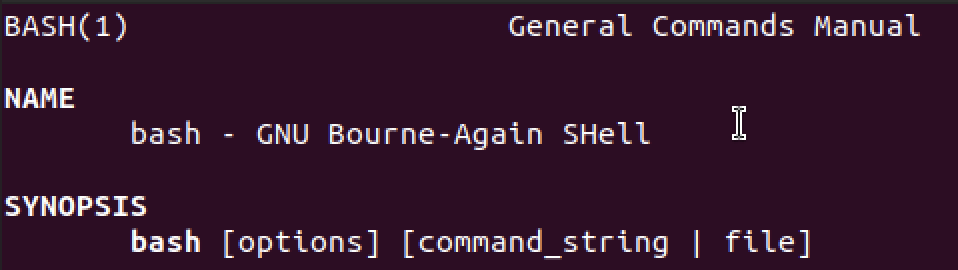 BASH(1) General Commands Manual
NAME
bash - GNU Bourne-Again SHell
SYNOPSIS
bash [options] [command_string | file]